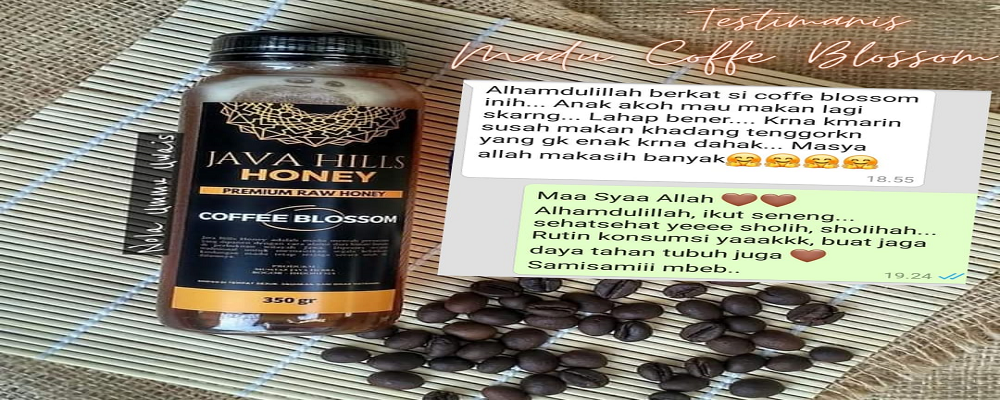 Testimanis
Madu Coffe Blossom
Alhamdulillah berkat si coffe blossom
inih... Anak akoh mau makan lagi
skarng... Lahap bener.... Krna kmarin
susah makan khadang tenggorkn
yang gk enak krna dahak... Masya
allah makasih banyak🤗🤗🤗🤗
18.55
Maa Syaa Allah ❤️❤️
Alhamdulillah, ikut seneng...
sehatsehat yeeee sholih, sholihah...
Rutin konsumsi yaaakkk, buat jaga
daya tahan tubuh juga ❤️
Samisamiii mbeb..
19.24
JAVA HILLS
HONEY
PREMIUM RAW HONEY
COFFEE BLOSSOM
350 gr
Nola Ummu Uwais